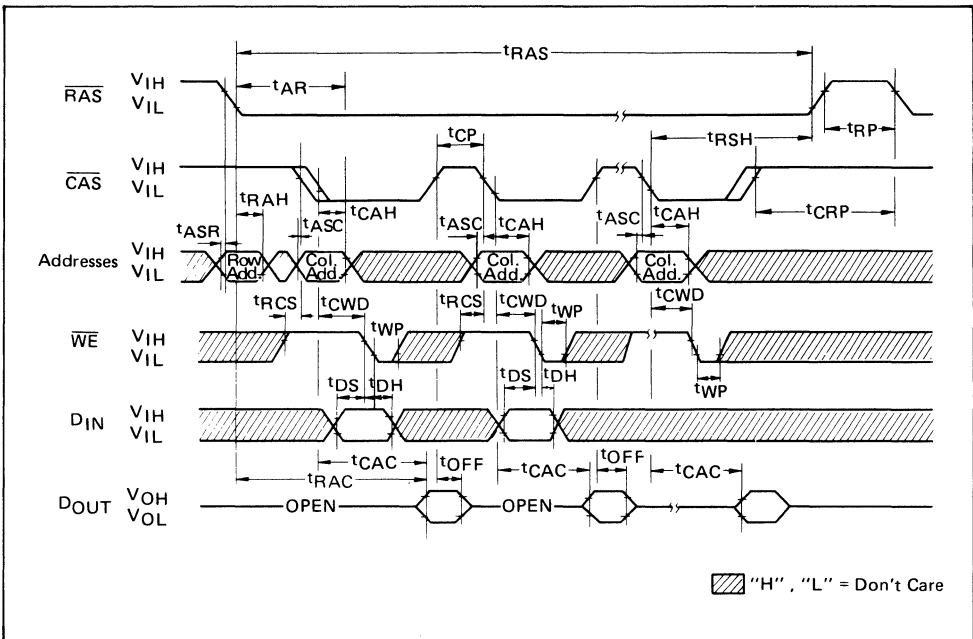 tRAS
tAR
RAS VIH
VIL
tRSH
tRP
tCP
CAS VIH
VIL
tRAH
tASC
tCAH
tASC
tCAH
tASC
tCAH
tCRP
tASR
Addresses VIH
VIL
Row Add.
Col. Add.
Col. Add.
Col. Add.
tRCS
tCWD
tWP
tRCS
tCWD
tWP
tCWD
WE VIH
VIL
tWP
tDS
tDH
tDS
tDH
DIN VIH
VIL
tCAC
tOFF
tCAC
tOFF
tCAC
tRAC
DOUT VOH
VOL
OPEN
OPEN
"H", "L" = Don't Care